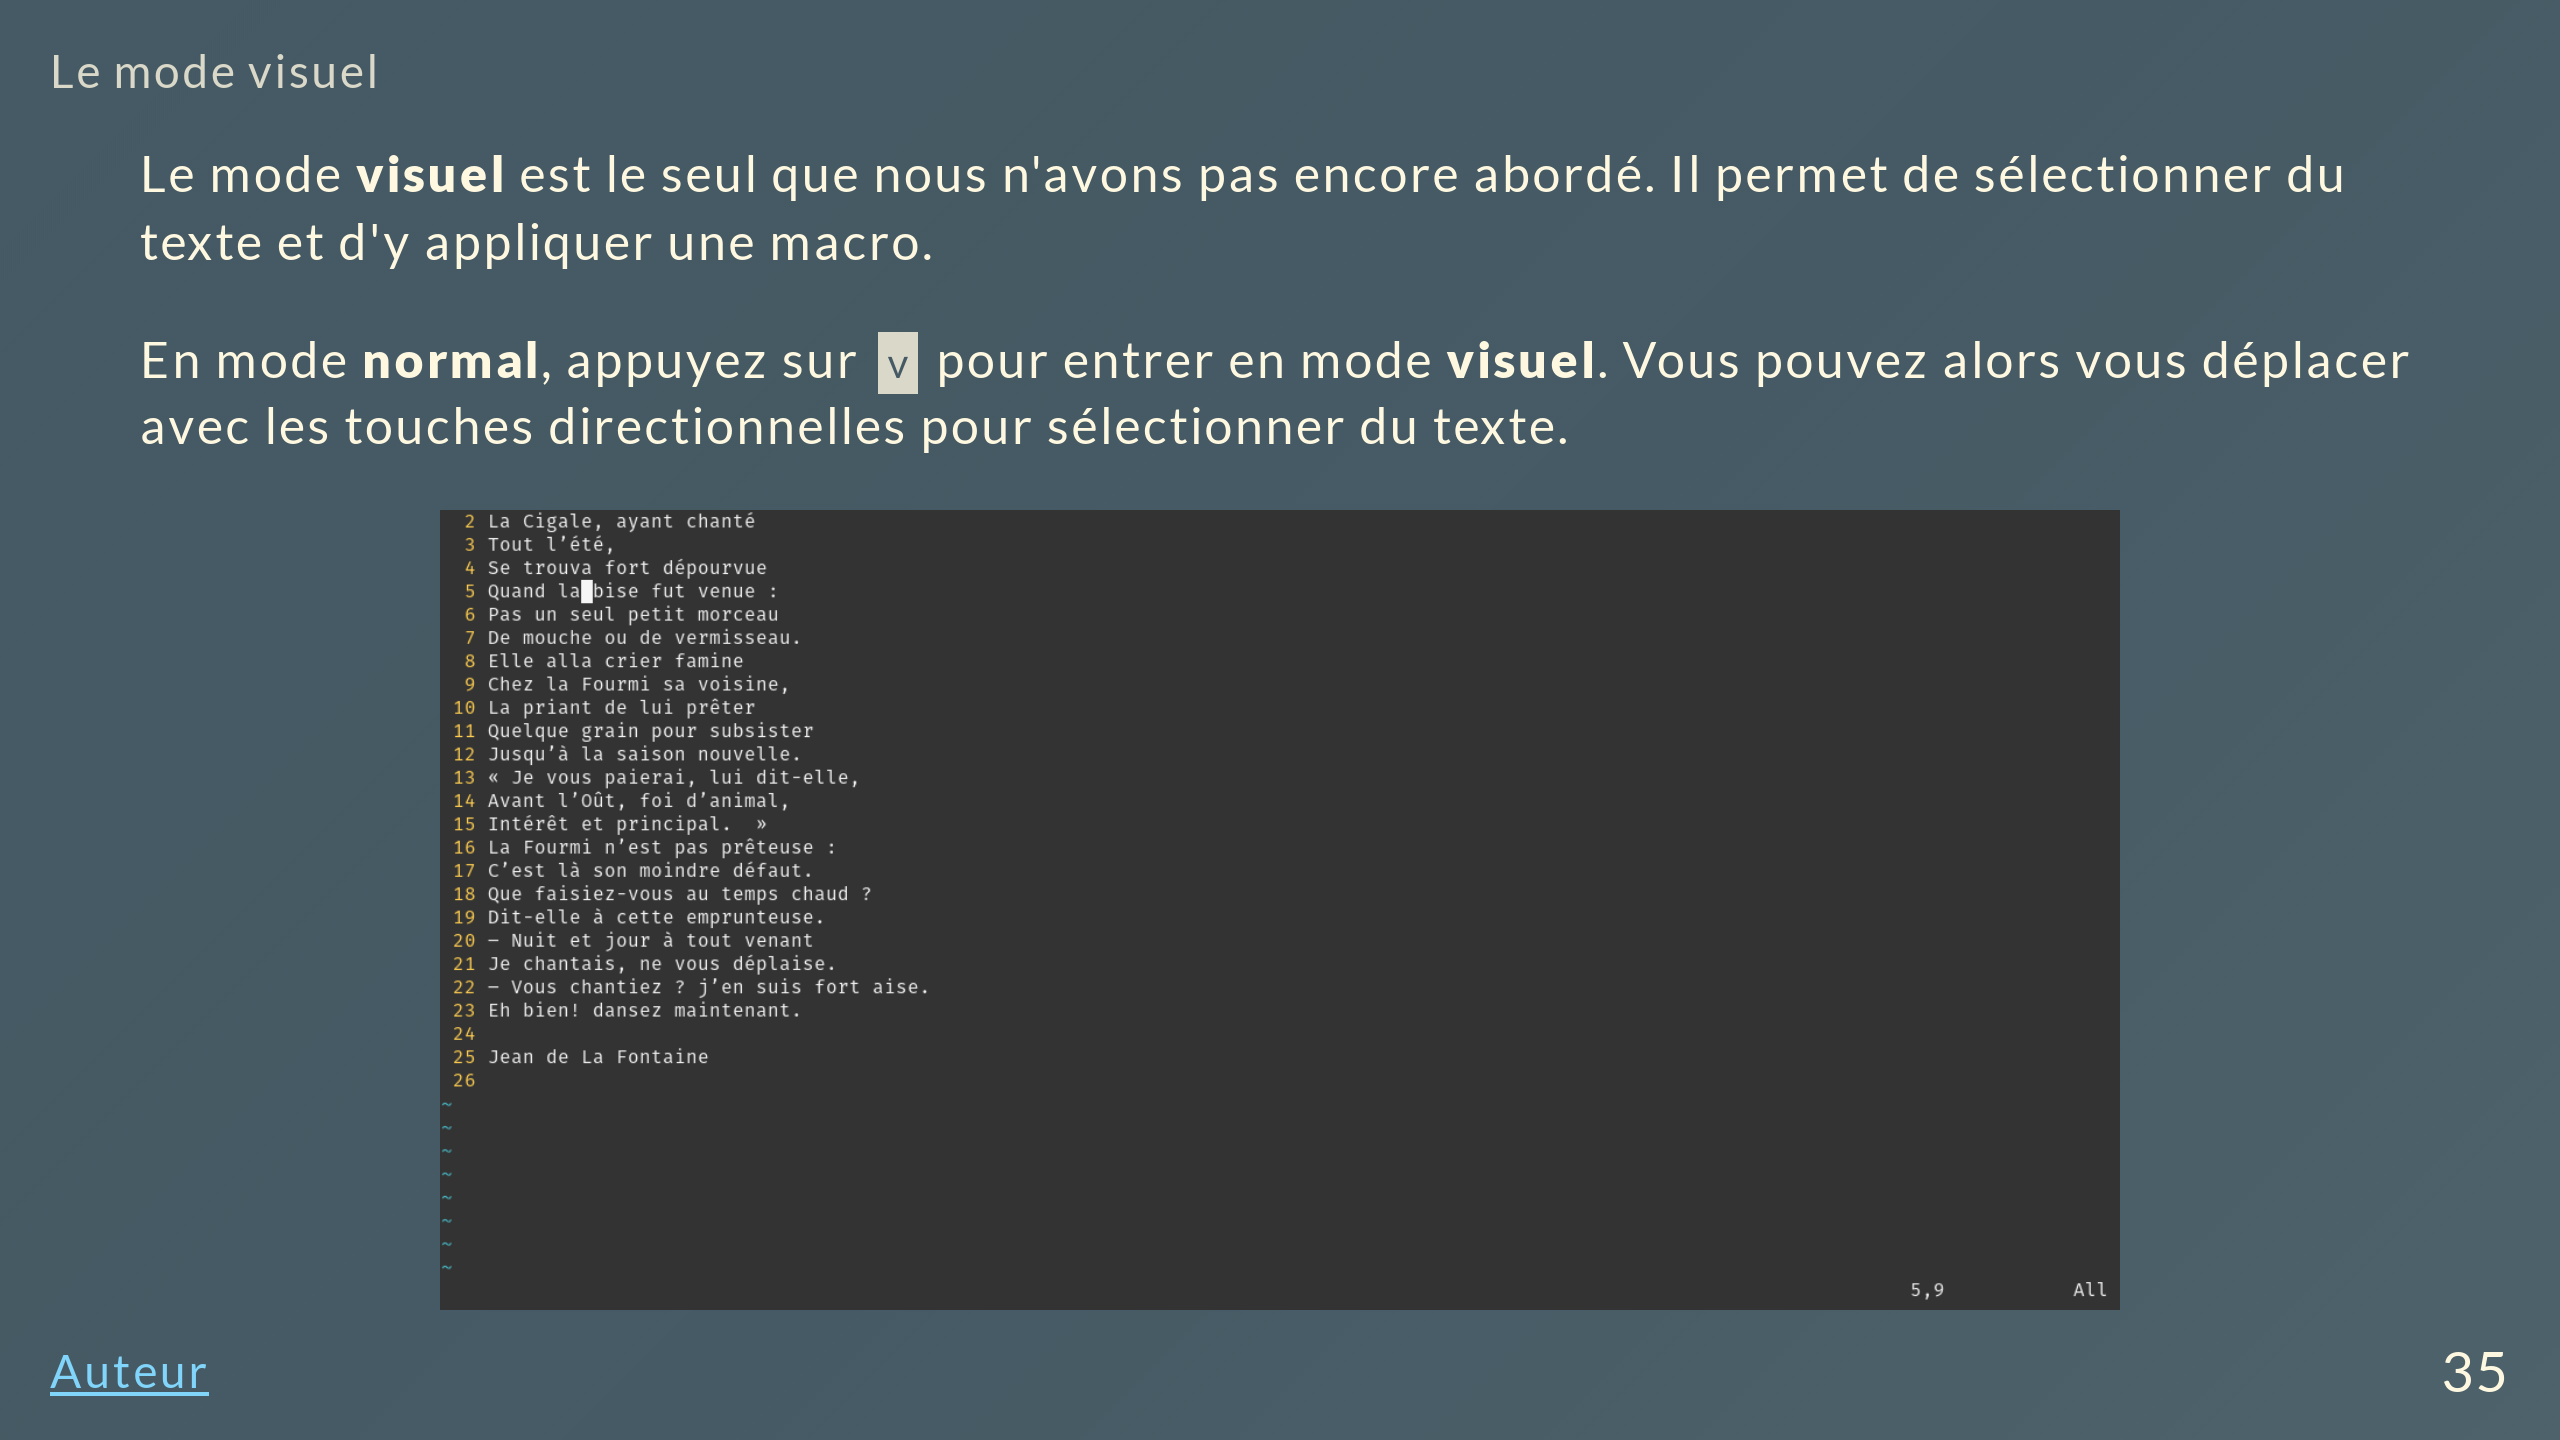 Le mode visuel
Le mode visuel est le seul que nous n'avons pas encore abordé. Il permet de sélectionner du
texte et d'y appliquer une macro.
En mode normal, appuyez sur v pour entrer en mode visuel. Vous pouvez alors vous déplacer
avec les touches directionnelles pour sélectionner du texte.
2 La Cigale, ayant chanté
3 Tout l’été,
4 Se trouva fort dépourvue
5 Quand la bise fut venue :
6 Pas un seul petit morceau
7 De mouche ou de vermisseau.
8 Elle alla crier famine
9 Chez la Fourmi sa voisine,
10 La priant de lui prêter
11 Quelque grain pour subsister
12 Jusqu’à la saison nouvelle.
13 « Je vous paierai, lui dit-elle,
14 Avant l’Oût, foi d’animal,
15 Intérêt et principal.  »
16 La Fourmi n’est pas prêteuse :
17 C’est là son moindre défaut.
18 Que faisiez-vous au temps chaud ?
19 Dit-elle à cette emprunteuse.
20 — Nuit et jour à tout venant
21 Je chantais, ne vous déplaise.
22 — Vous chantiez ? j’en suis fort aise.
23 Eh bien! dansez maintenant.
24
25 Jean de La Fontaine
26
~
~
~
~
~
~
~
~
5,9 All
Auteur
35